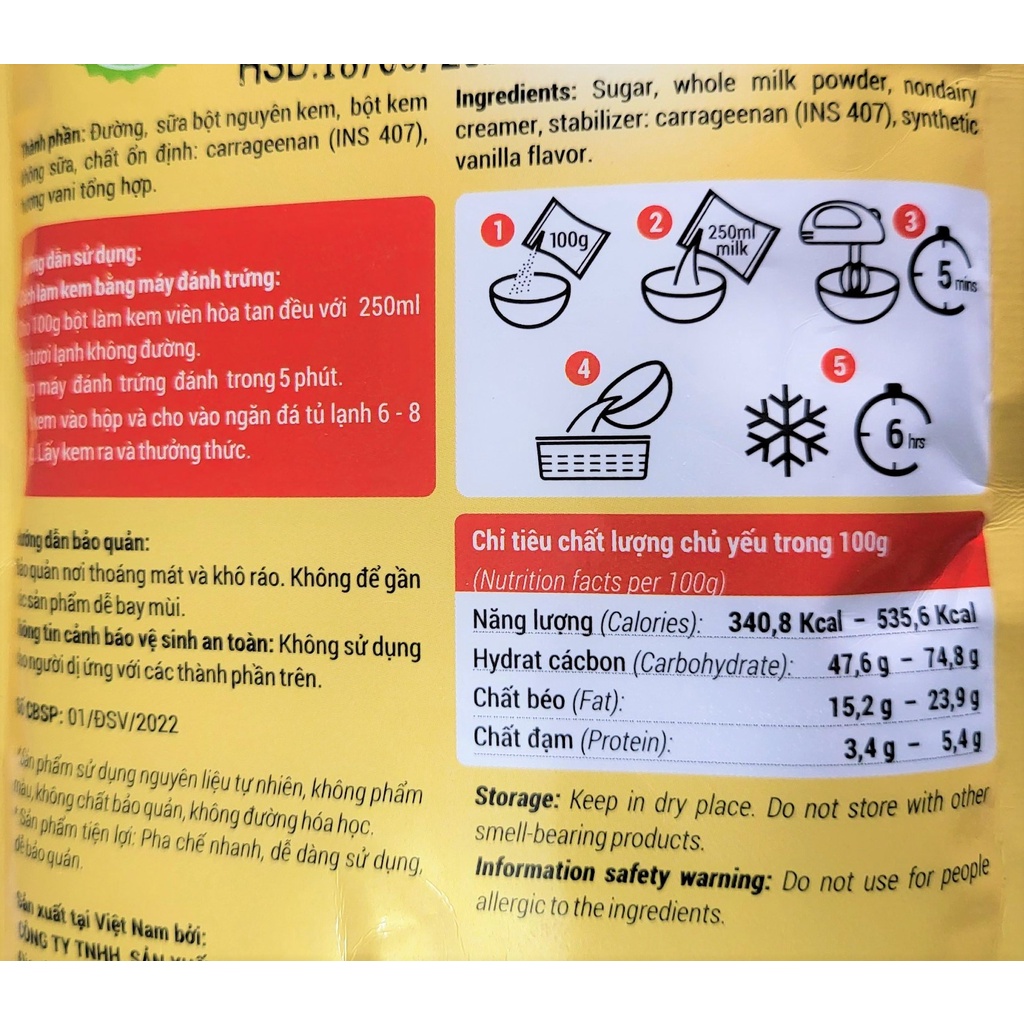 HSD:
phần: Đường, sữa bột nguyên kem, bột kem
sữa, chất ổn định: carrageenan (INS 407),
vani tổng hợp.
dẫn sử dụng:
làm kem bằng máy đánh trứng:
100g bột làm kem viên hòa tan đều với 250ml
tươi lạnh không đường.
máy đánh trứng đánh trong 5 phút.
kem vào hộp và cho vào ngăn đá tủ lạnh 6 - 8
Lấy kem ra và thưởng thức.
dẫn bảo quản:
quản nơi thoáng mát và khô ráo. Không để gần
sản phẩm dễ bay mùi.
tin cảnh báo vệ sinh an toàn: Không sử dụng
người dị ứng với các thành phần trên.
Số CBSP: 01/ĐSV/2022
*Sản phẩm sử dụng nguyên liệu tự nhiên, không phẩm
màu, không chất bảo quản, không đường hóa học.
*Sản phẩm tiện lợi: Pha chế nhanh, dễ dàng sử dụng,
dễ bảo quản.
Sản xuất tại Việt Nam bởi:
CÔNG TY TNHH SẢN XUẤT
Ingredients: Sugar, whole milk powder, nondairy
creamer, stabilizer: carrageenan (INS 407), synthetic
vanilla flavor.
1
100g
2
250ml
milk
3
5 mins
4
5
6 hrs
Chỉ tiêu chất lượng chủ yếu trong 100g
(Nutrition facts per 100g)
Năng lượng (Calories): 340,8 Kcal - 535,6 Kcal
Hydrat cácbon (Carbohydrate): 47,6 g - 74,8 g
Chất béo (Fat): 15,2 g - 23,9 g
Chất đạm (Protein): 3,4 g - 5,4 g
Storage: Keep in dry place. Do not store with other
smell-bearing products.
Information safety warning: Do not use for people
allergic to the ingredients.